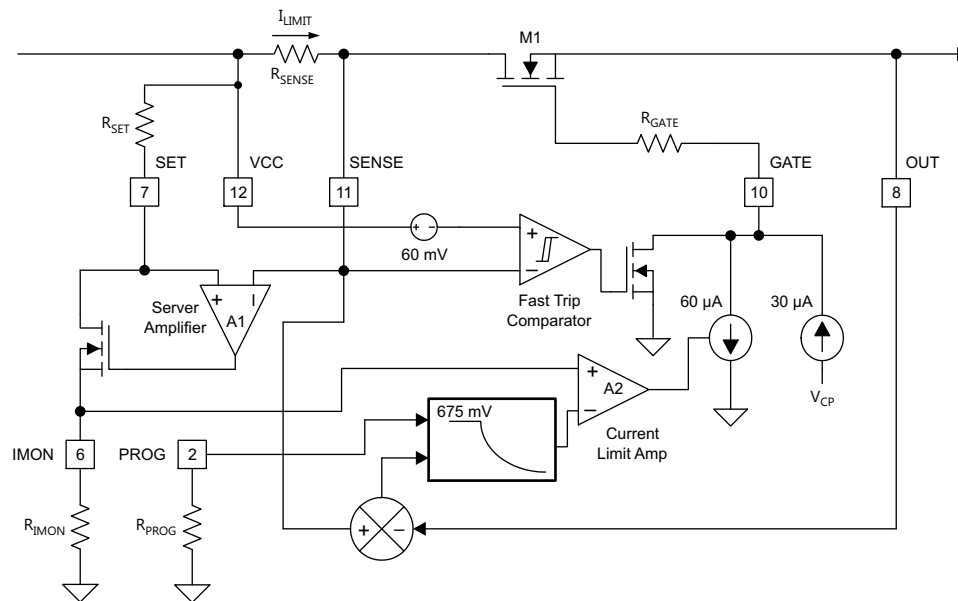 I_LIMIT
M1
R_SENSE
R_SET
R_GATE
SET
VCC
SENSE
GATE
OUT
7
12
11
10
8
+ -
60 mV
+
−
Fast Trip
Comparator
60 µA
30 µA
V_CP
+
−
A1
Server
Amplifier
+
−
A2
Current
Limit Amp
675 mV
IMON
6
PROG
2
R_IMON
R_PROG
+
−